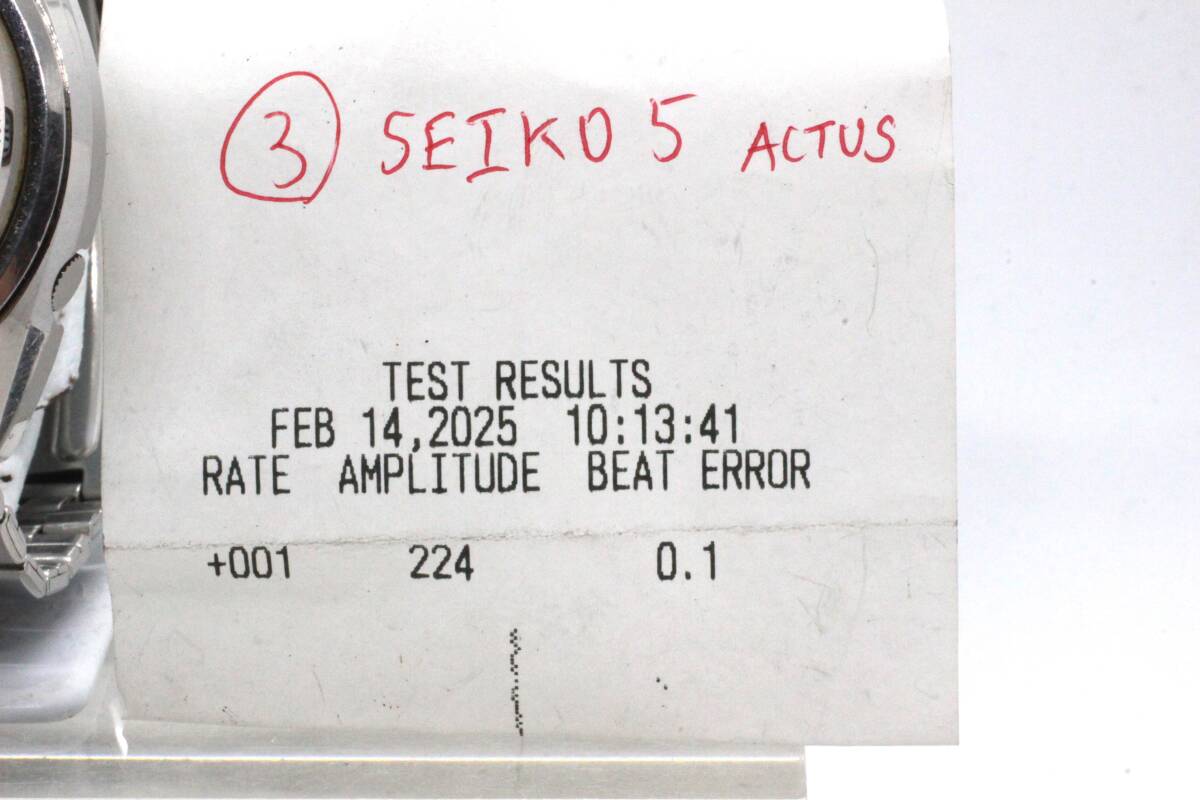 3 SEIKO 5 ACTUS
TEST RESULTS
FEB 14,2025 10:13:41
RATE AMPLITUDE BEAT ERROR
+001 224 0.1